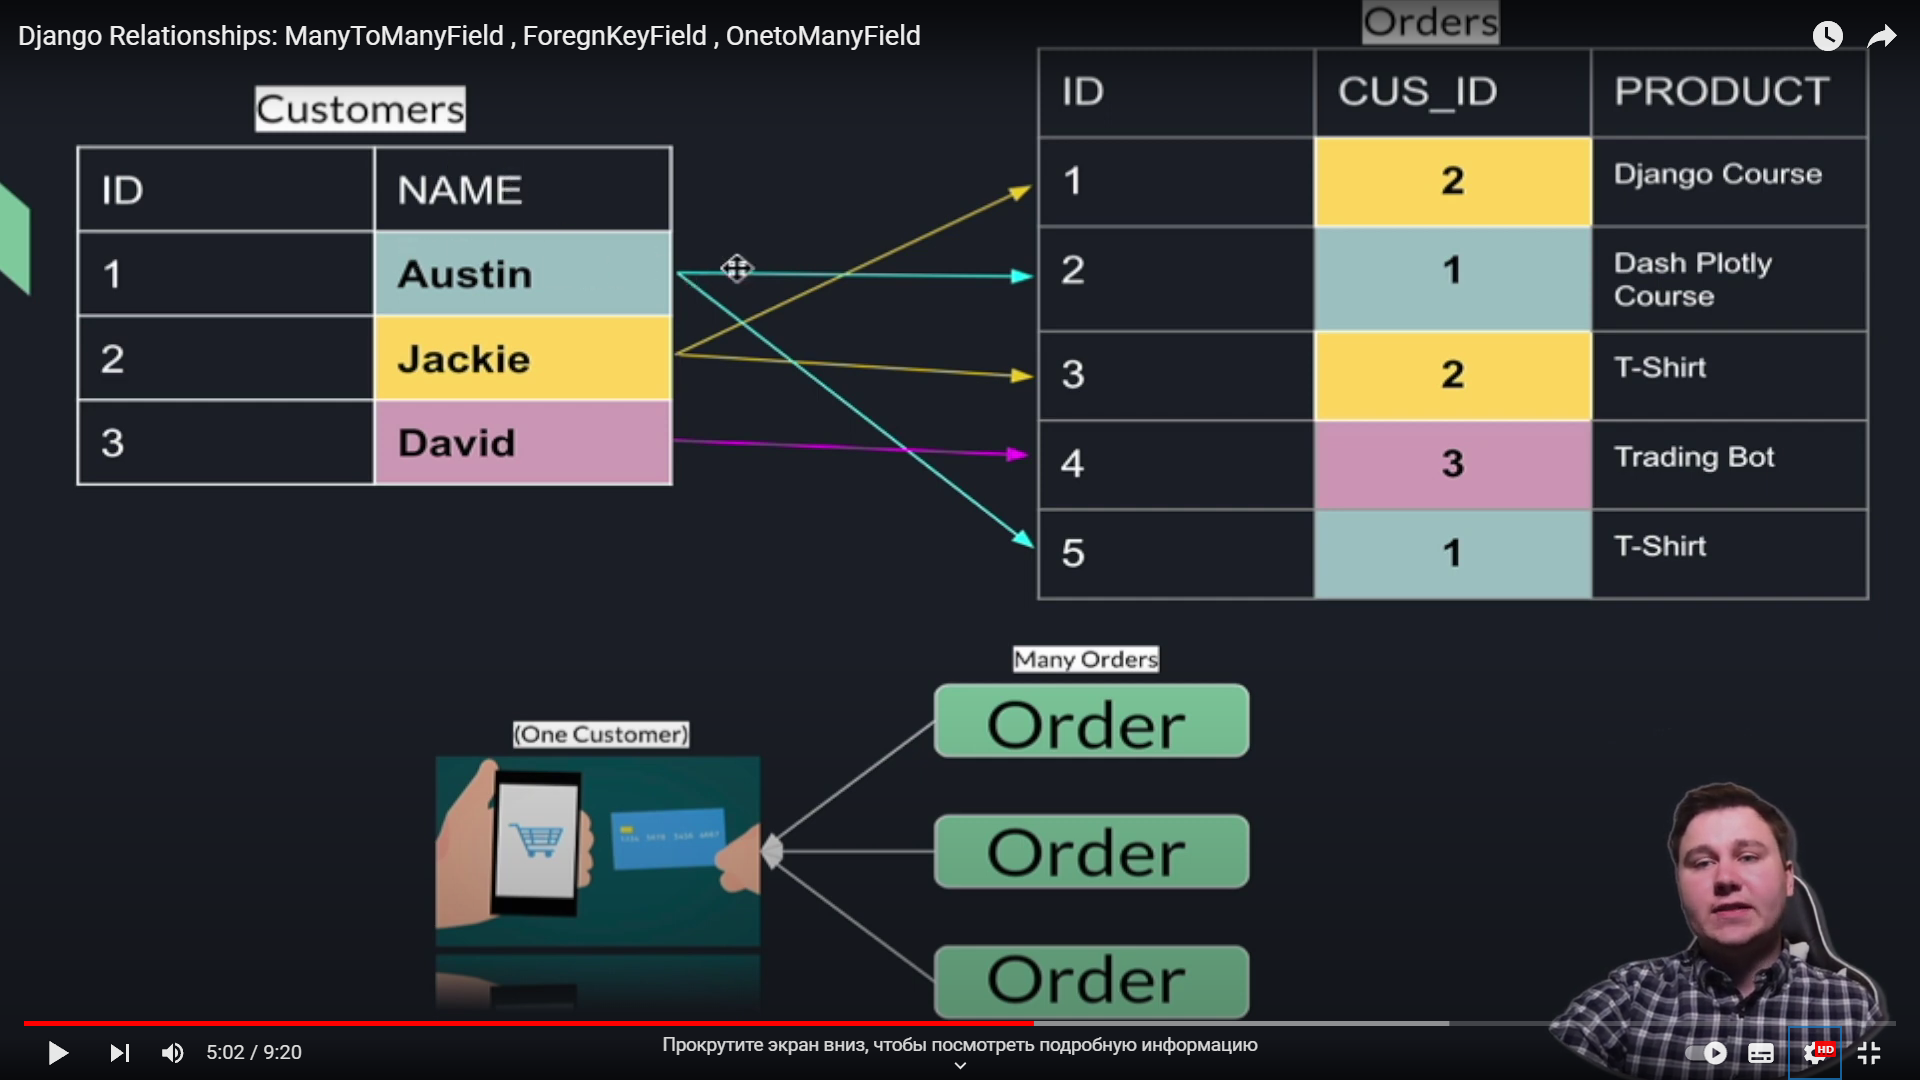 Django Relationships: ManyToManyField , ForegnKeyField , OnetoManyField
Customers
ID NAME
1 Austin
2 Jackie
3 David
Orders
ID CUS_ID PRODUCT
1 2 Django Course
2 1 Dash Plotly
Course
3 2 T-Shirt
4 3 Trading Bot
5 1 T-Shirt
(One Customer)
Many Orders
Order
Order
Order
5:02 / 9:20
Прокрутите экран вниз, чтобы посмотреть подробную информацию
HD